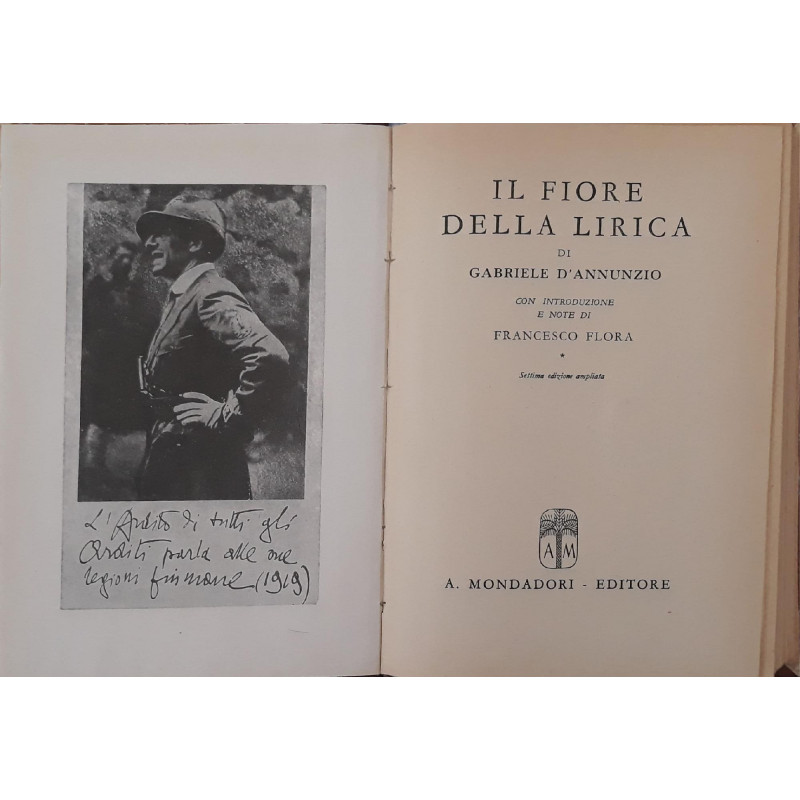 L'Ardito di tutti gli
Arditi parla alle sue
legioni fiumane (1919)
IL FIORE
DELLA LIRICA
DI
GABRIELE D'ANNUNZIO
CON INTRODUZIONE
E NOTE DI
FRANCESCO FLORA
*
Settima edizione ampliata
A M
A. MONDADORI - EDITORE